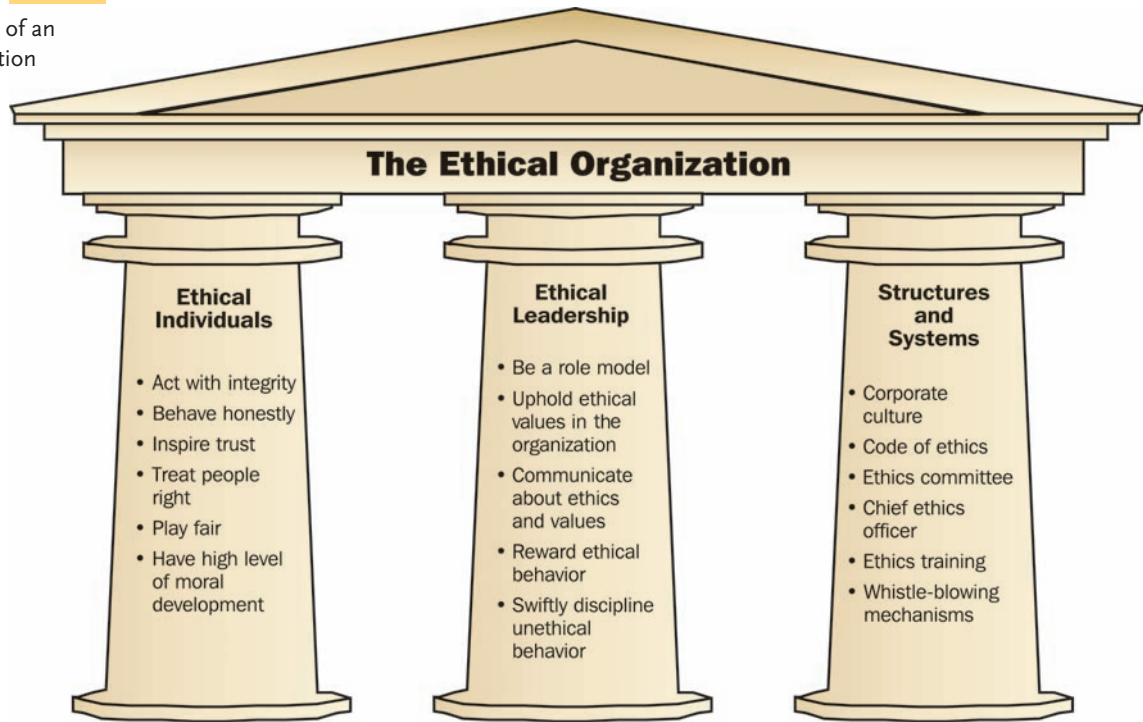 of an
tion
The Ethical Organization
Ethical
Individuals
• Act with integrity
• Behave honestly
• Inspire trust
• Treat people
right
• Play fair
• Have high level
of moral
development
Ethical
Leadership
• Be a role model
• Uphold ethical
values in the
organization
• Communicate
about ethics
and values
• Reward ethical
behavior
• Swiftly discipline
unethical
behavior
Structures
and
Systems
• Corporate
culture
• Code of ethics
• Ethics committee
• Chief ethics
officer
• Ethics training
• Whistle-blowing
mechanisms